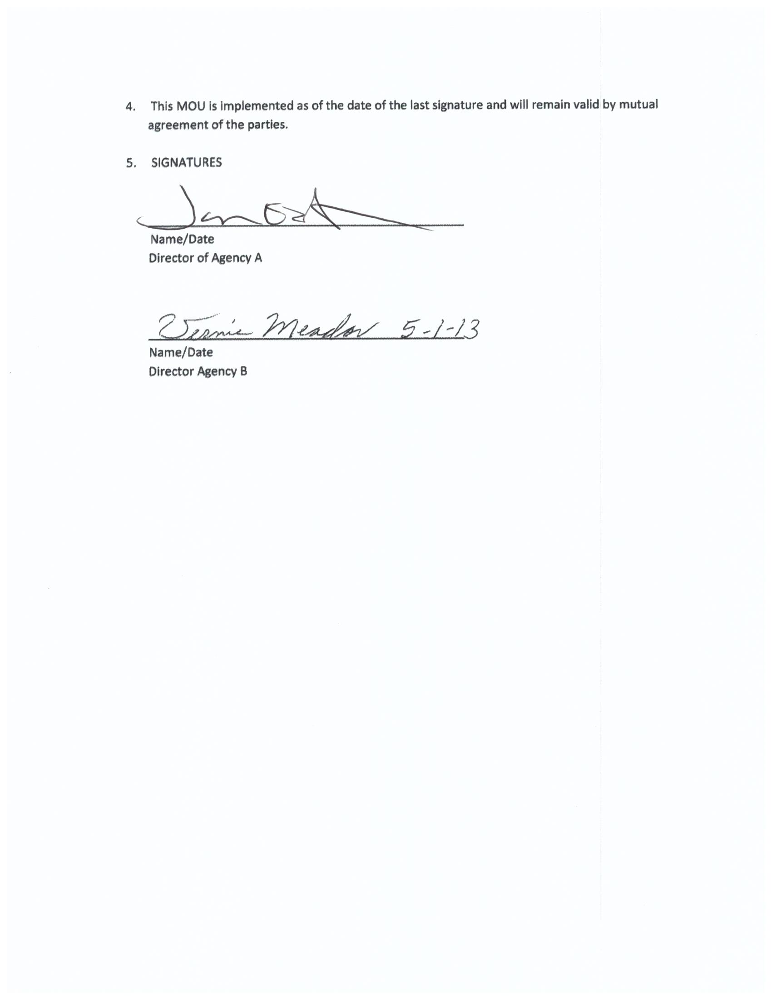 4. This MOU is implemented as of the date of the last signature and will remain valid by mutual
agreement of the parties.
5. SIGNATURES
Name/Date
Director of Agency A
Vernie Meador 5-1-13
Name/Date
Director Agency B